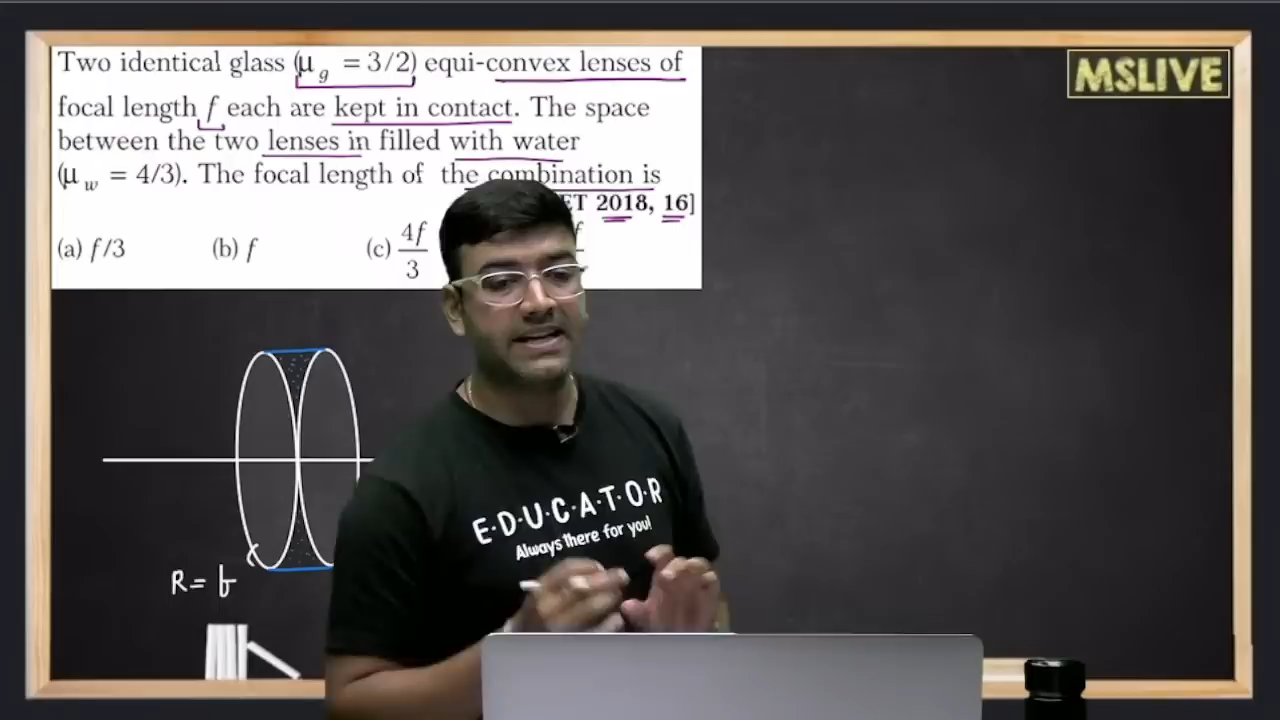 Two identical glass (μg = 3/2) equi-convex lenses of
focal length f each are kept in contact. The space
between the two lenses in filled with water
(μw = 4/3). The focal length of the combination is
2018, 16]
(a) f/3 (b) f (c) 4f/3
MSLIVE
R = f
E·D·U·C·A·T·O·R
Always there for you!